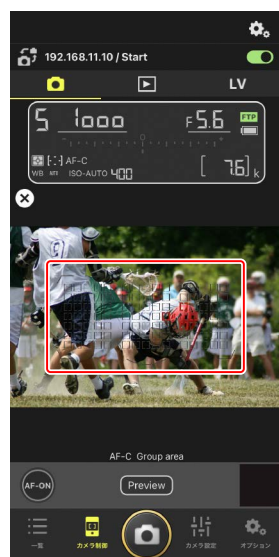 192.168.11.10 / Start
LV
S 1000 F5.6 FTP
AF-C
WB ISO-AUTO 400 [ 7.6] k
AF-C Group area
AF-ON Preview
一覧 カメラ制御 カメラ設定 オプション